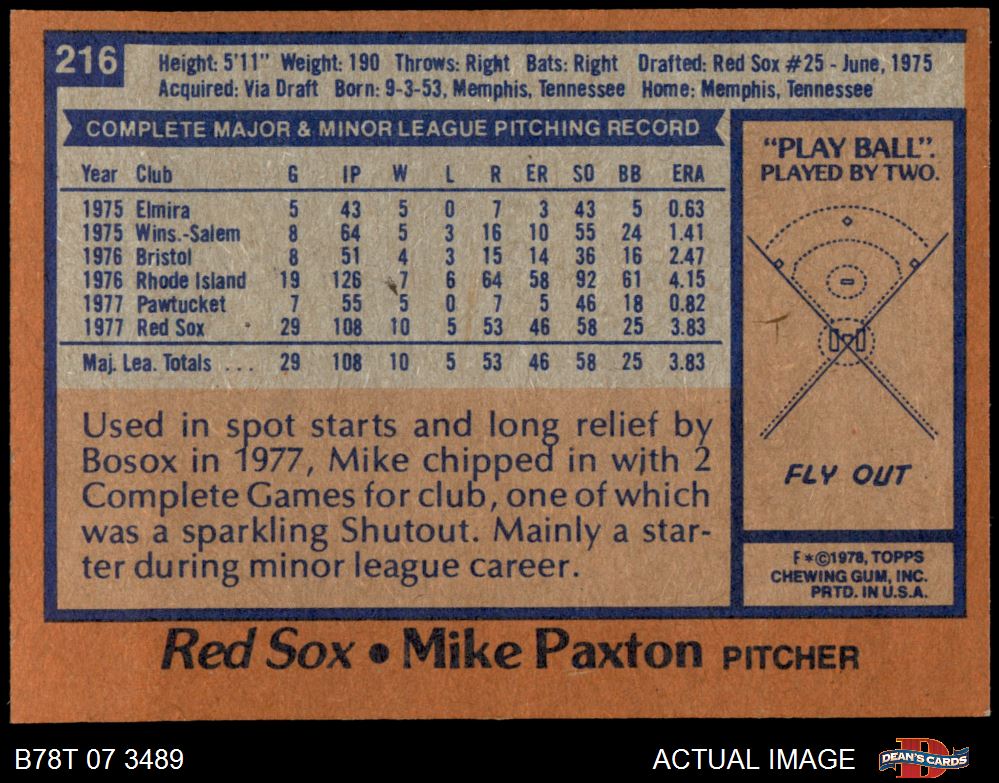 216
Height: 5'11" Weight: 190 Throws: Right Bats: Right Drafted: Red Sox #25 - June, 1975
Acquired: Via Draft Born: 9-3-53, Memphis, Tennessee Home: Memphis, Tennessee
COMPLETE MAJOR & MINOR LEAGUE PITCHING RECORD
Year Club G IP W L R ER SO BB ERA
1975 Elmira 5 43 5 0 7 3 43 5 0.63
1975 Wins.-Salem 8 64 5 3 16 10 55 24 1.41
1976 Bristol 8 51 4 3 15 14 36 16 2.47
1976 Rhode Island 19 126 7 6 64 58 92 61 4.15
1977 Pawtucket 7 55 5 0 7 5 46 18 0.82
1977 Red Sox 29 108 10 5 53 46 58 25 3.83
Maj. Lea. Totals ... 29 108 10 5 53 46 58 25 3.83
Used in spot starts and long relief by
Bosox in 1977, Mike chipped in with 2
Complete Games for club, one of which
was a sparkling Shutout. Mainly a star-
ter during minor league career.
"PLAY BALL".
PLAYED BY TWO.
FLY OUT
F*©1978, TOPPS
CHEWING GUM, INC.
PRTD. IN U.S.A.
Red Sox • Mike Paxton PITCHER
B78T 07 3489
ACTUAL IMAGE
DEAN'S CARDS